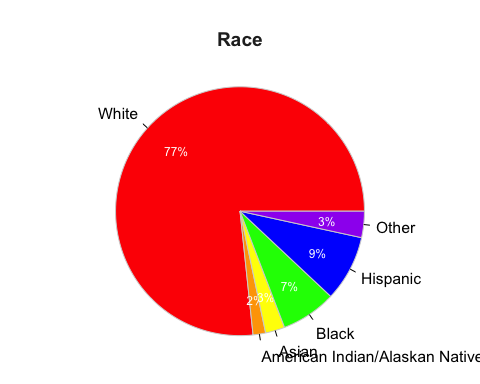 Race
White
77%
3%
Other
9%
Hispanic
7%
2%
Black
Asian
American Indian/Alaskan Native